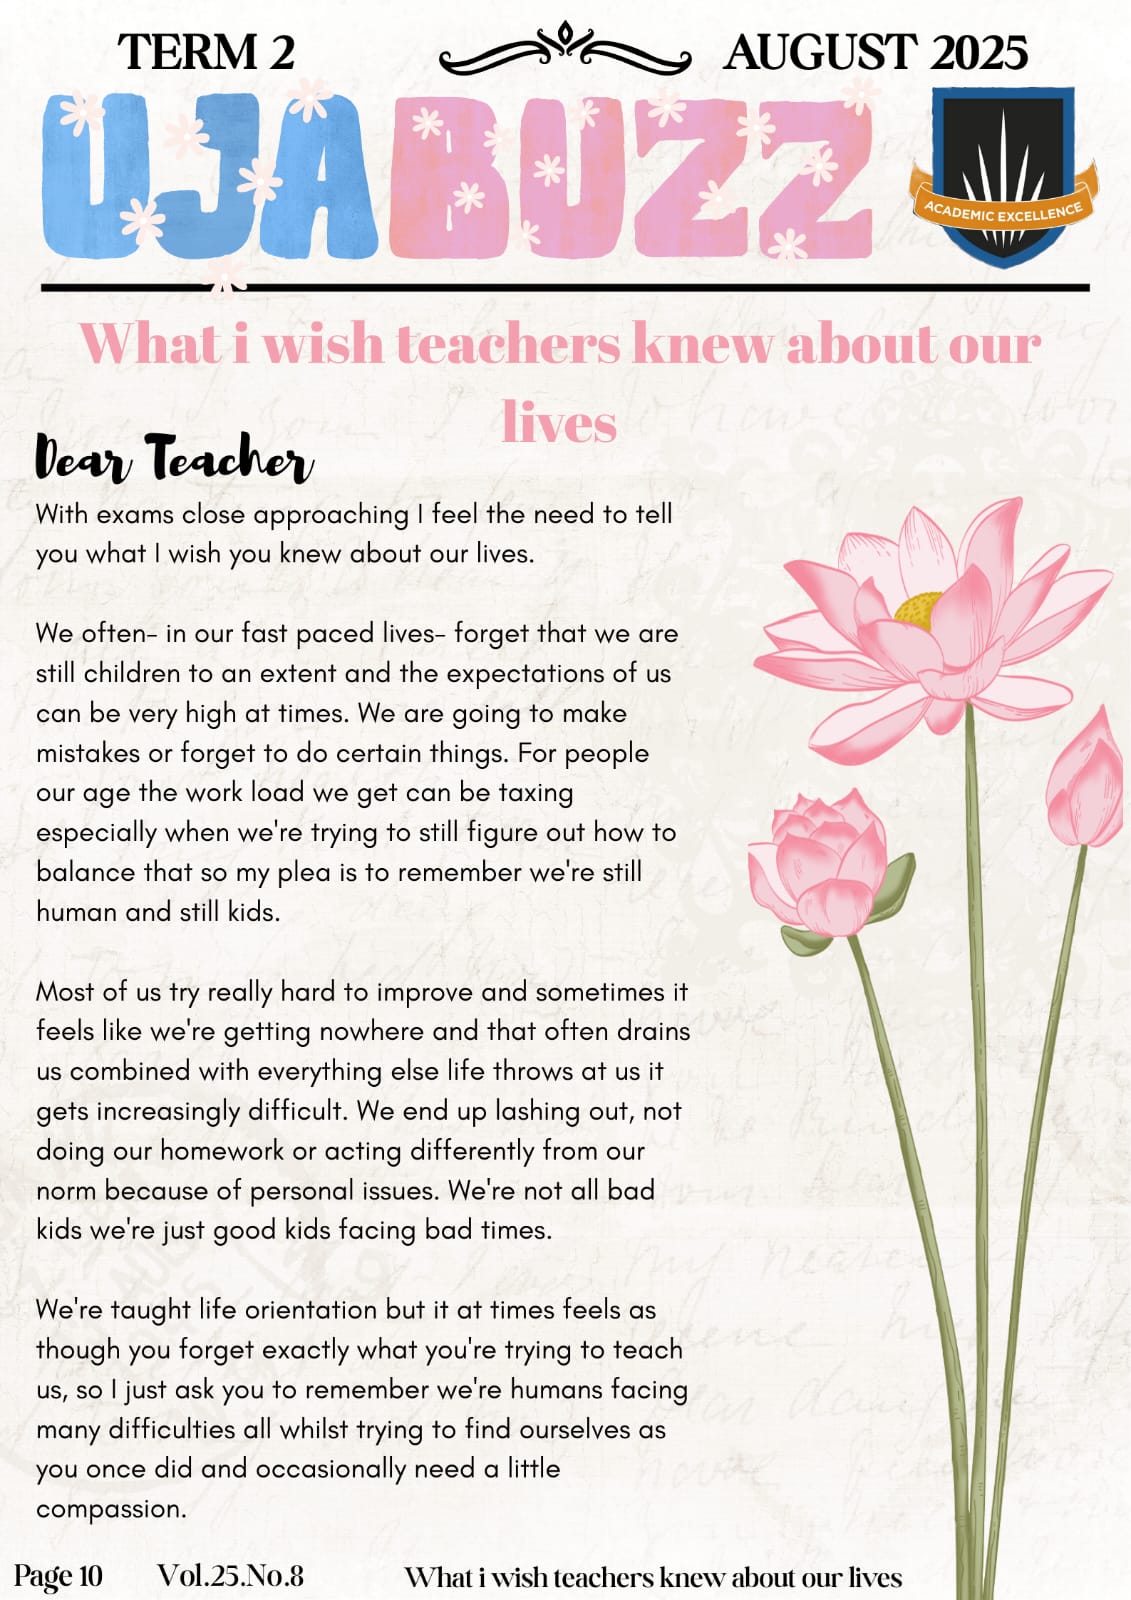 TERM 2
AUGUST 2025
UJABUZZ
ACADEMIC EXCELLENCE
What i wish teachers knew about our
lives
Dear Teacher
With exams close approaching I feel the need to tell
you what I wish you knew about our lives.
We often- in our fast paced lives- forget that we are
still children to an extent and the expectations of us
can be very high at times. We are going to make
mistakes or forget to do certain things. For people
our age the work load we get can be taxing
especially when we're trying to still figure out how to
balance that so my plea is to remember we're still
human and still kids.
Most of us try really hard to improve and sometimes it
feels like we're getting nowhere and that often drains
us combined with everything else life throws at us it
gets increasingly difficult. We end up lashing out, not
doing our homework or acting differently from our
norm because of personal issues. We're not all bad
kids we're just good kids facing bad times.
We're taught life orientation but it at times feels as
though you forget exactly what you're trying to teach
us, so I just ask you to remember we're humans facing
many difficulties all whilst trying to find ourselves as
you once did and occasionally need a little
compassion.
Page 10
Vol.25.No.8
What i wish teachers knew about our lives